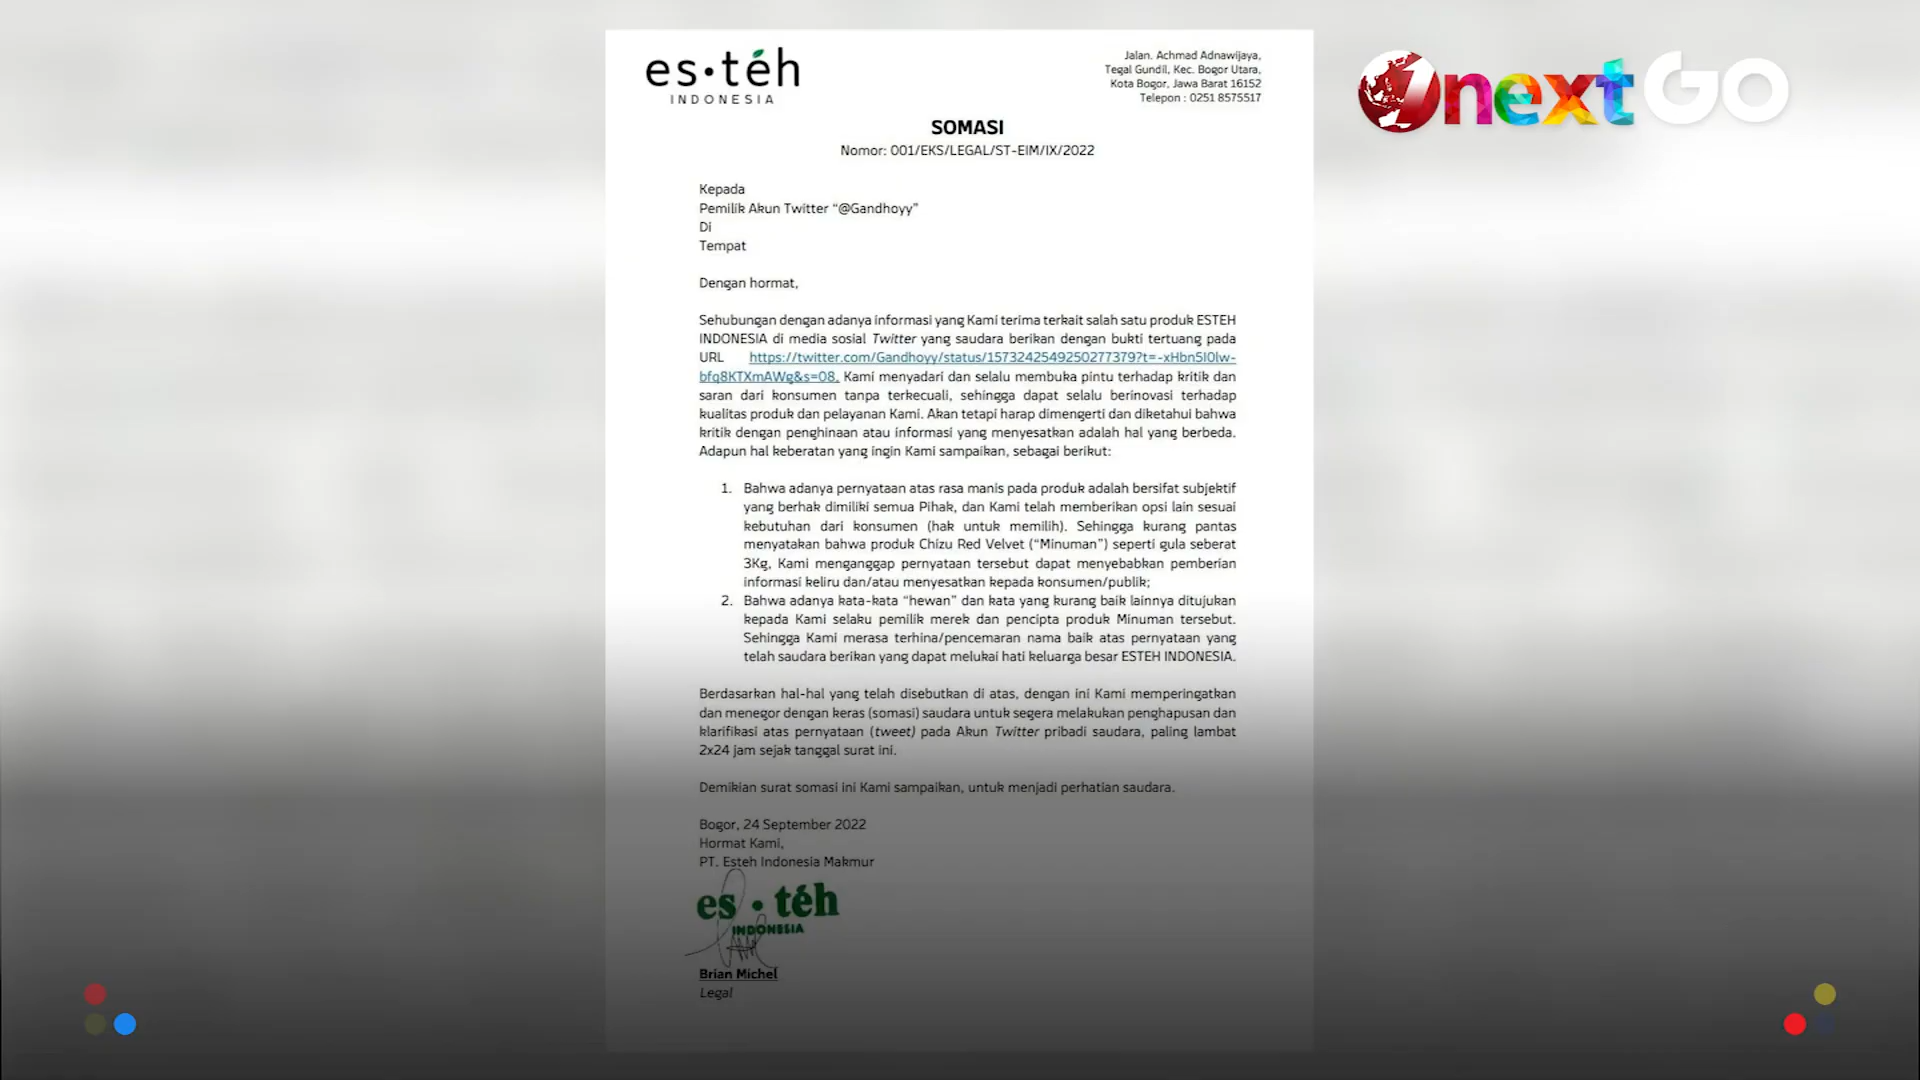 es•téh
INDONESIA
Jalan. Achmad Adnawijaya,
Tegal Gundil, Kec. Bogor Utara,
Kota Bogor, Jawa Barat 16152
Telepon : 0251 8575517
1nextGO
SOMASI
Nomor: 001/EKS/LEGAL/ST-EIM/IX/2022
Kepada
Pemilik Akun Twitter “@Gandhoyy”
Di
Tempat
Dengan hormat,
Sehubungan dengan adanya informasi yang Kami terima terkait salah satu produk ESTEH
INDONESIA di media sosial Twitter yang saudara berikan dengan bukti tertuang pada
URL https://twitter.com/Gandhoyy/status/1573242549250277379?t=-xHbn5I0lw-
bfq8KTXmAWg&s=08. Kami menyadari dan selalu membuka pintu terhadap kritik dan
saran dari konsumen tanpa terkecuali, sehingga dapat selalu berinovasi terhadap
kualitas produk dan pelayanan Kami. Akan tetapi harap dimengerti dan diketahui bahwa
kritik dengan penghinaan atau informasi yang menyesatkan adalah hal yang berbeda.
Adapun hal keberatan yang ingin Kami sampaikan, sebagai berikut:
1. Bahwa adanya pernyataan atas rasa manis pada produk adalah bersifat subjektif
yang berhak dimiliki semua Pihak, dan Kami telah memberikan opsi lain sesuai
kebutuhan dari konsumen (hak untuk memilih). Sehingga kurang pantas
menyatakan bahwa produk Chizu Red Velvet (“Minuman”) seperti gula seberat
3Kg, Kami menganggap pernyataan tersebut dapat menyebabkan pemberian
informasi keliru dan/atau menyesatkan kepada konsumen/publik;
2. Bahwa adanya kata-kata “hewan” dan kata yang kurang baik lainnya ditujukan
kepada Kami selaku pemilik merek dan pencipta produk Minuman tersebut.
Sehingga Kami merasa terhina/pencemaran nama baik atas pernyataan yang
telah saudara berikan yang dapat melukai hati keluarga besar ESTEH INDONESIA.
Berdasarkan hal-hal yang telah disebutkan di atas, dengan ini Kami memperingatkan
dan menegor dengan keras (somasi) saudara untuk segera melakukan penghapusan dan
klarifikasi atas pernyataan (tweet) pada Akun Twitter pribadi saudara, paling lambat
2x24 jam sejak tanggal surat ini.
Demikian surat somasi ini Kami sampaikan, untuk menjadi perhatian saudara.
Bogor, 24 September 2022
Hormat Kami,
PT. Esteh Indonesia Makmur
es • téh
INDONESIA
Brian Michel
Legal